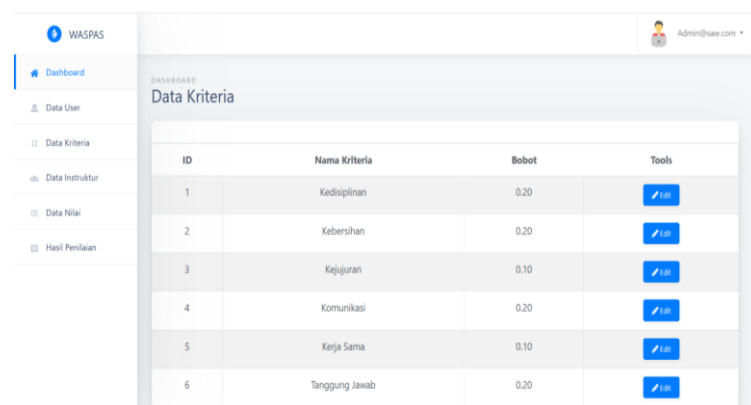 WASPAS
Admin@saw.com
Dashboard
Data User
Data Kriteria
Data Instruktur
Data Nilai
Hasil Penilaian
DASHBOARD
Data Kriteria
ID Nama Kriteria Bobot Tools
1 Kedisiplinan 0.20 Edit
2 Kebersihan 0.20 Edit
3 Kejujuran 0.10 Edit
4 Komunikasi 0.20 Edit
5 Kerja Sama 0.10 Edit
6 Tanggung Jawab 0.20 Edit